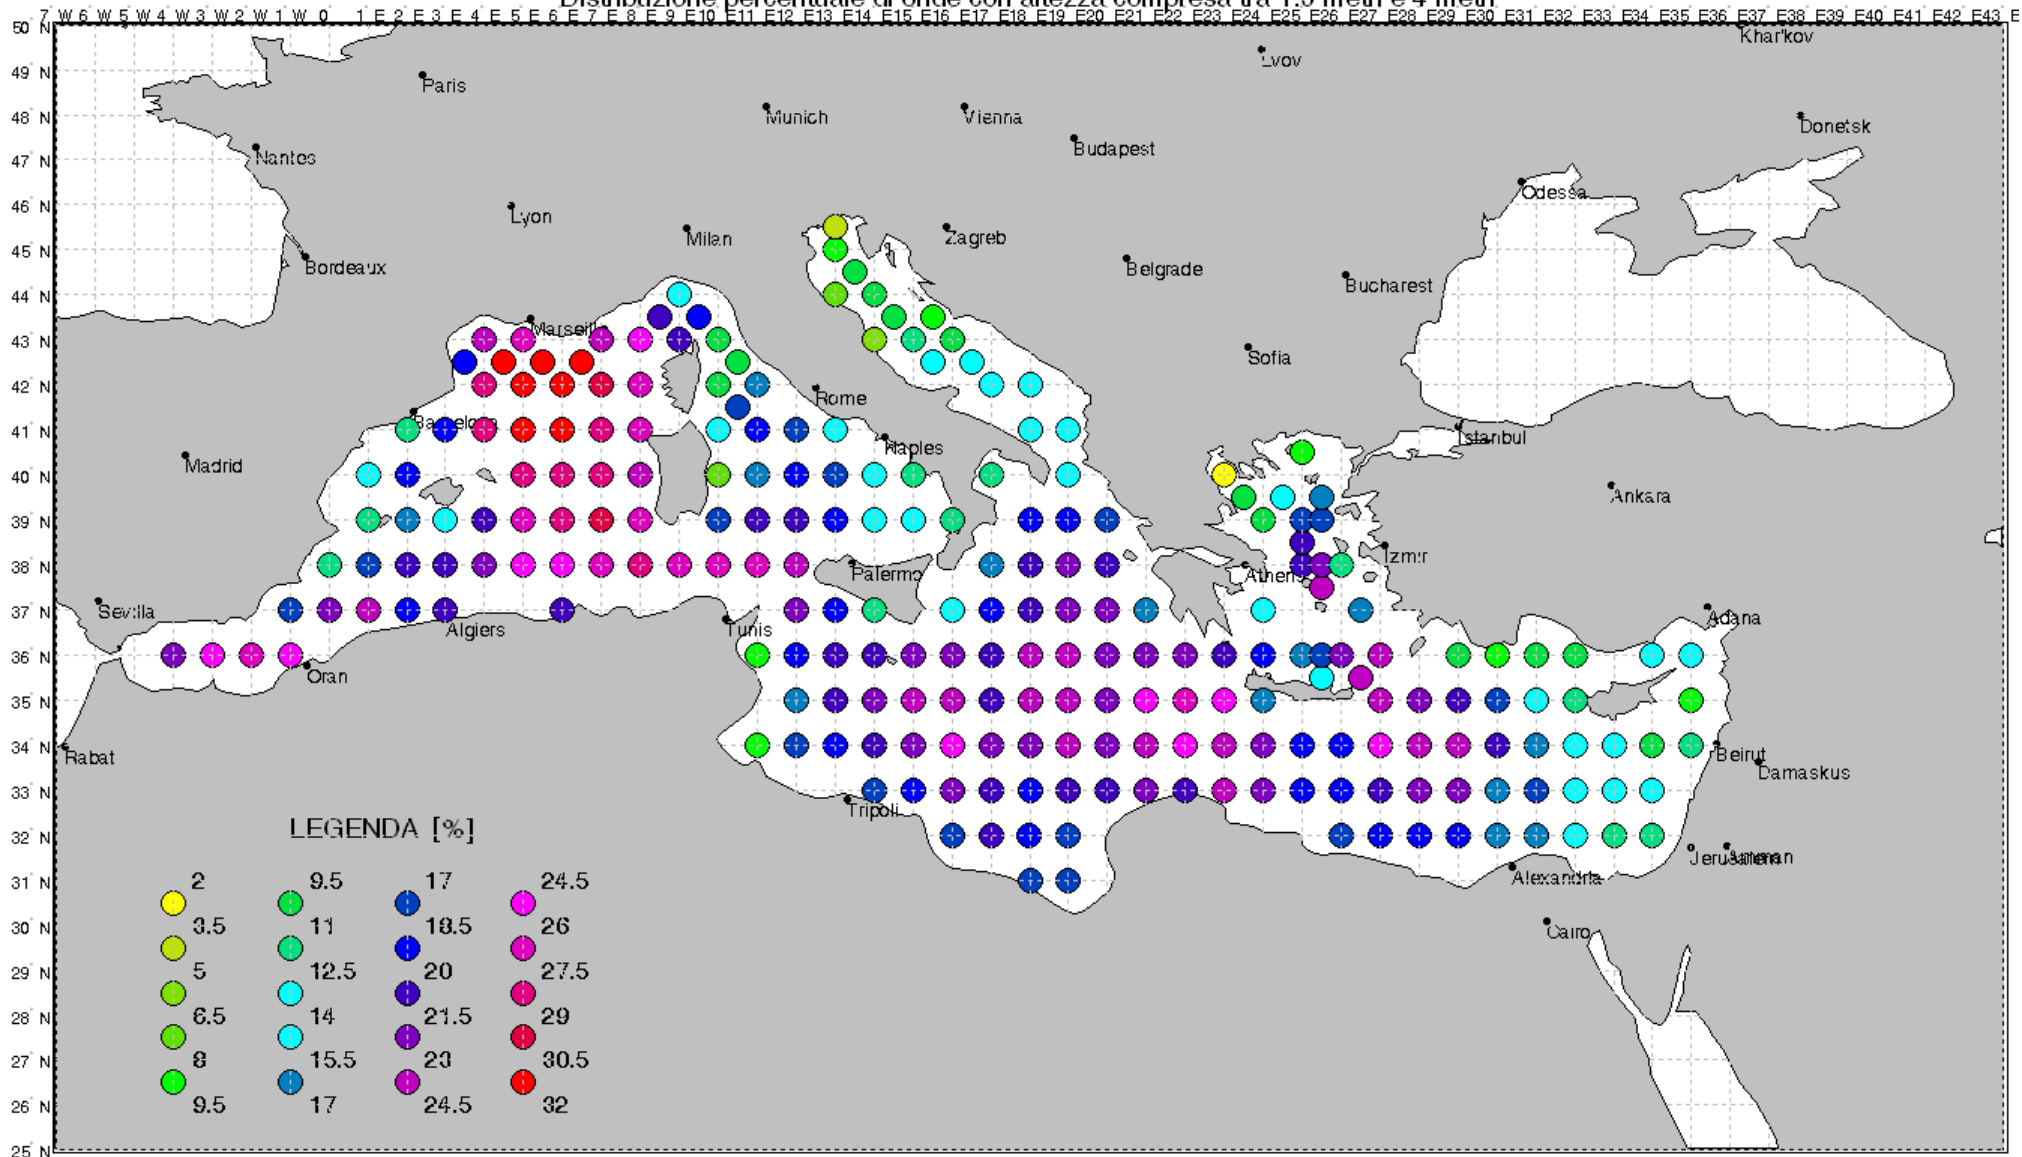 Distribuzione percentuale di onde con altezza compresa tra 1.5 metri e 4 metri
7 W 6 W 5 W 4 W 3 W 2 W 1 W 0 1 E 2 E 3 E 4 E 5 E 6 E 7 E 8 E 9 E10 E11 E12 E13 E14 E15 E16 E17 E18 E19 E20 E21 E22 E23 E24 E25 E26 E27 E28 E29 E30 E31 E32 E33 E34 E35 E36 E37 E38 E39 E40 E41 E42 E43 E
50° N
Khar'kov
Lvov
49° N
Paris
48° N
Munich
Vienna
Donetsk
Budapest
47° N
Nantes
Odessa
46° N
Lyon
Milan
Zagreb
45° N
Bordeaux
Belgrade
Bucharest
44° N
Marseille
43° N
Sofia
42° N
Rome
Barcelona
41° N
Istanbul
Naples
Madrid
40° N
Ankara
39° N
Izmir
38° N
Palermo
Athens
37° N
Sevilla
Algiers
Tunis
Adana
36° N
Oran
35° N
34° N
Rabat
Beirut
Damaskus
33° N
Tripoli
LEGENDA [%]
32° N
Jerusalem
Amman
31° N
Alexandria
30° N
Cairo
29° N
28° N
27° N
26° N
25° N
2 9.5 17 24.5
3.5 11 18.5 26
5 12.5 20 27.5
6.5 14 21.5 29
8 15.5 23 30.5
9.5 17 24.5 32